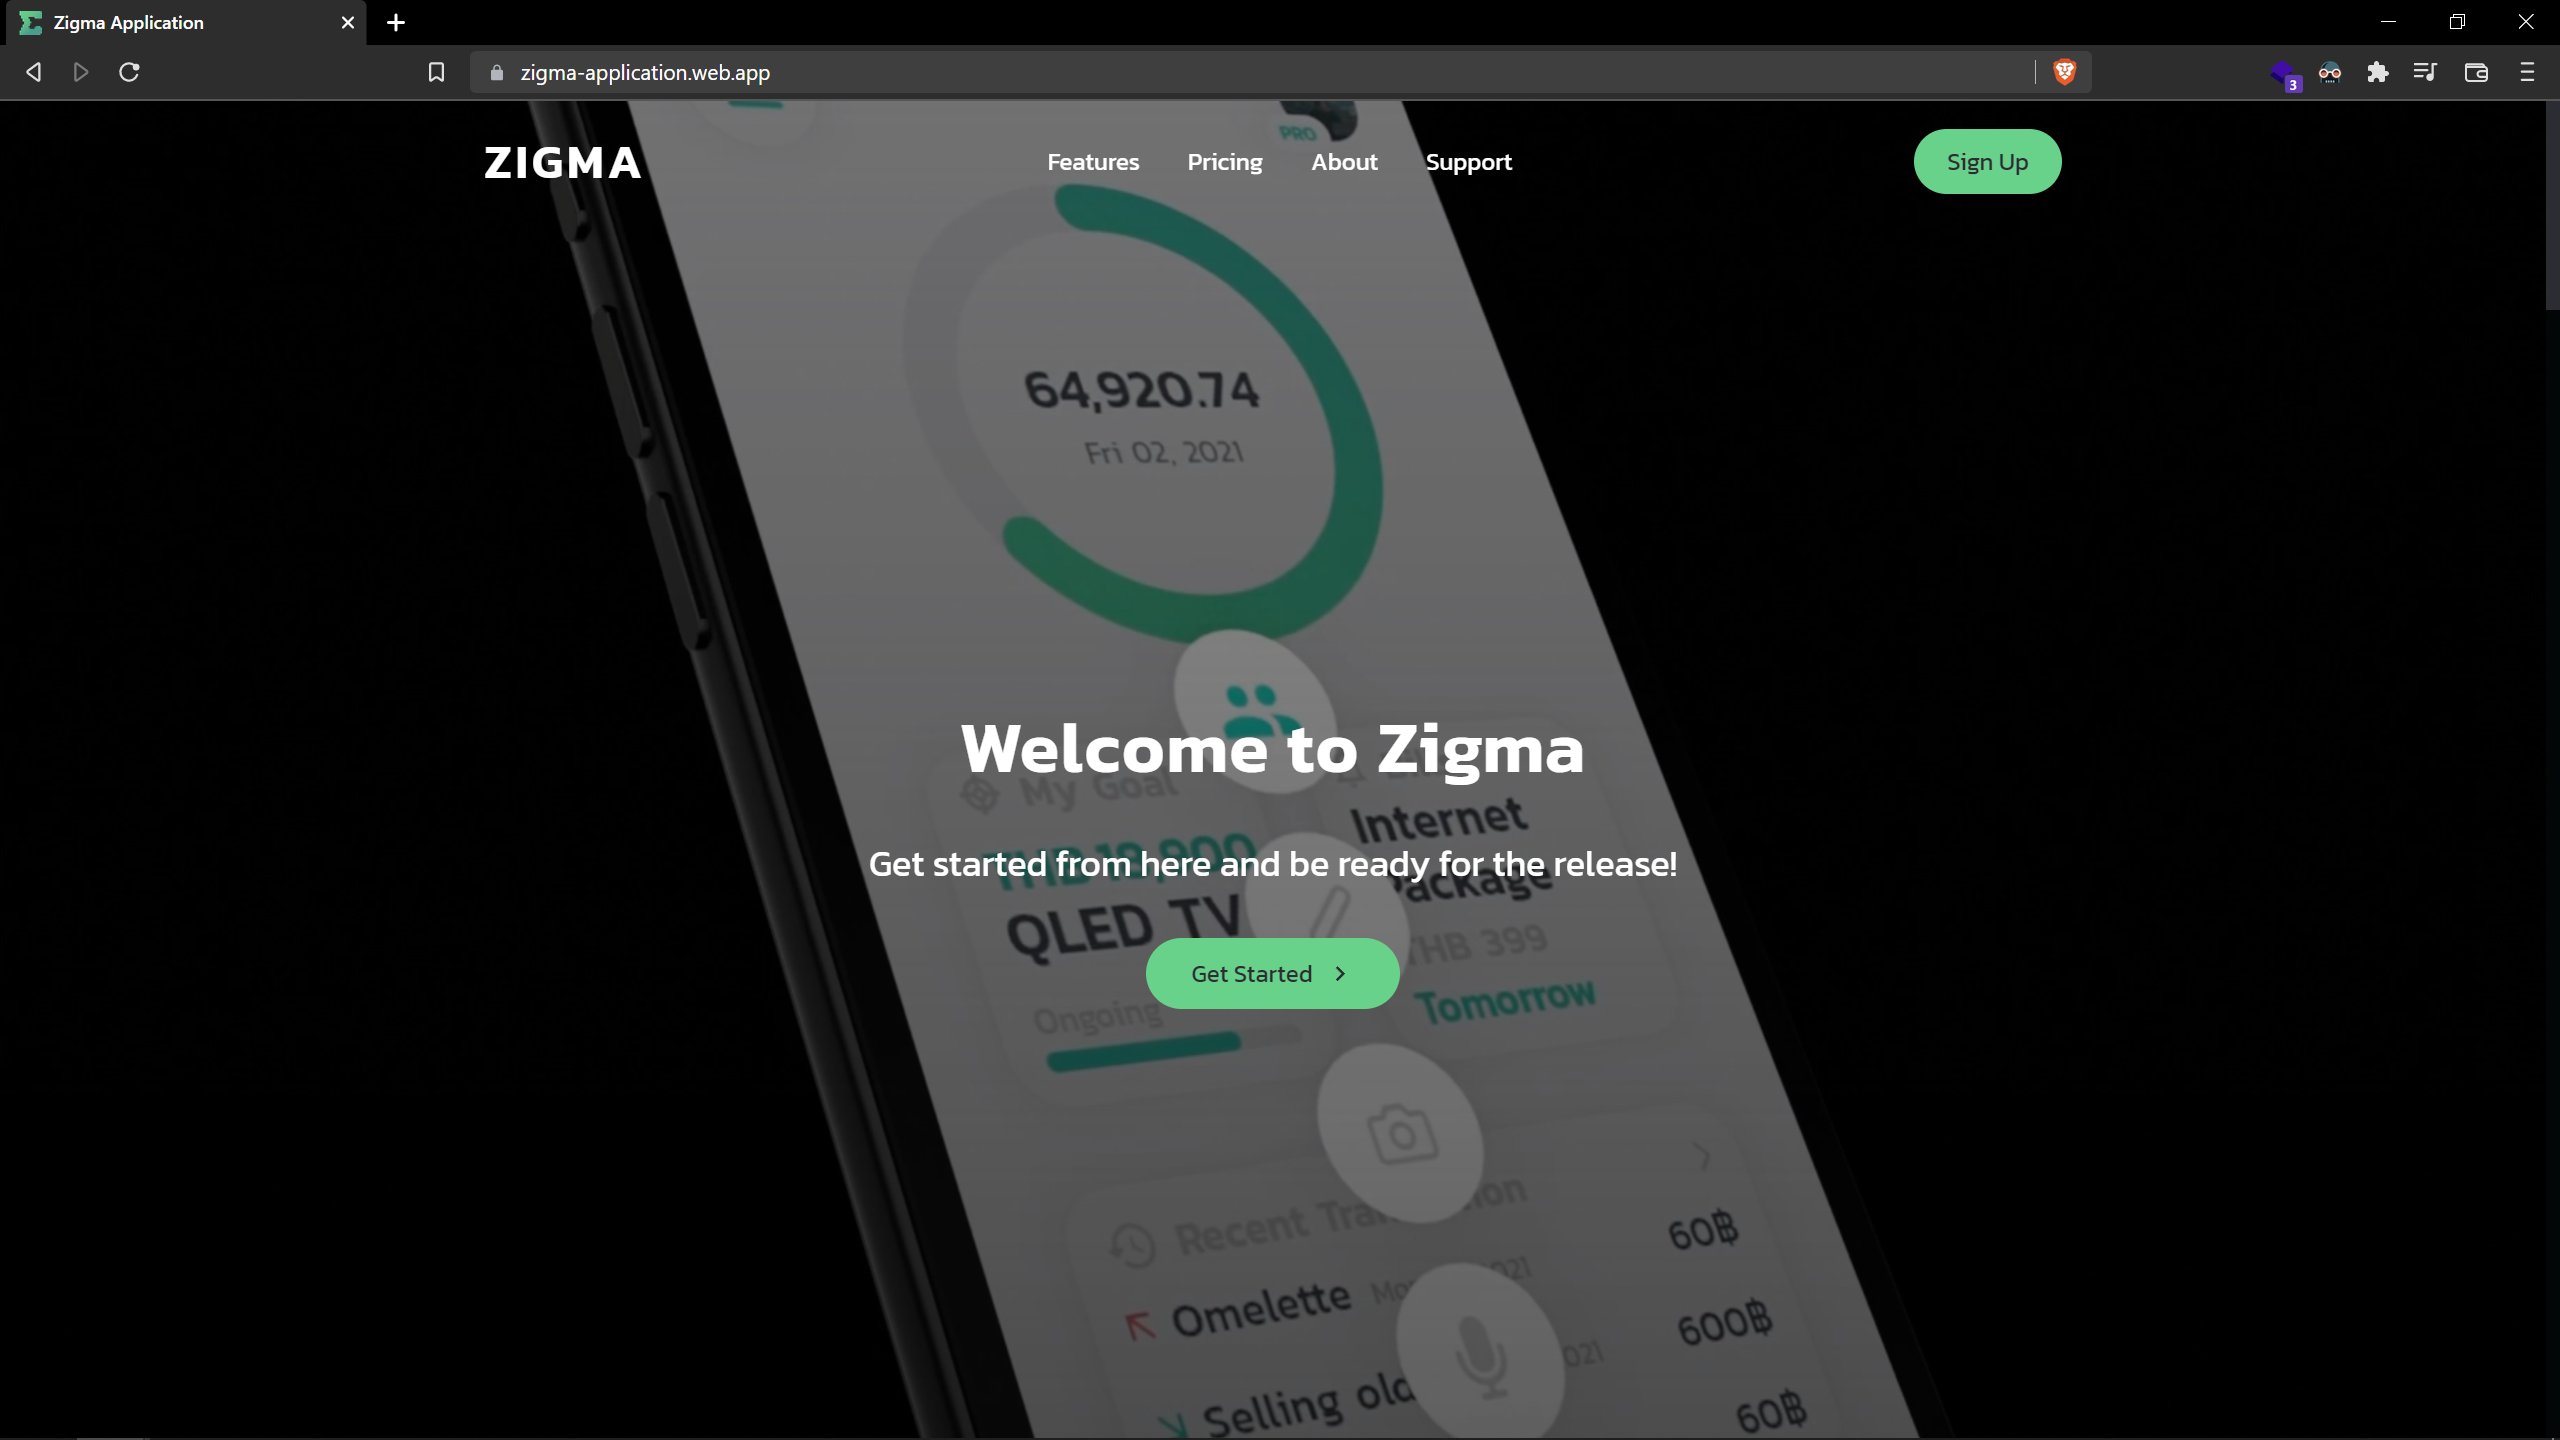 Zigma Application
zigma-application.web.app
3
PRO
ZIGMA
Features
Pricing
About
Support
Sign Up
64,920.74
Fri 02, 2021
Welcome to Zigma
My Goal
Internet
Get started from here and be ready for the release!
THB 18,900
Package
QLED TV
THB 399
Get Started
Tomorrow
Ongoing
Recent
60฿
Omelette
600฿
Selling old
60฿